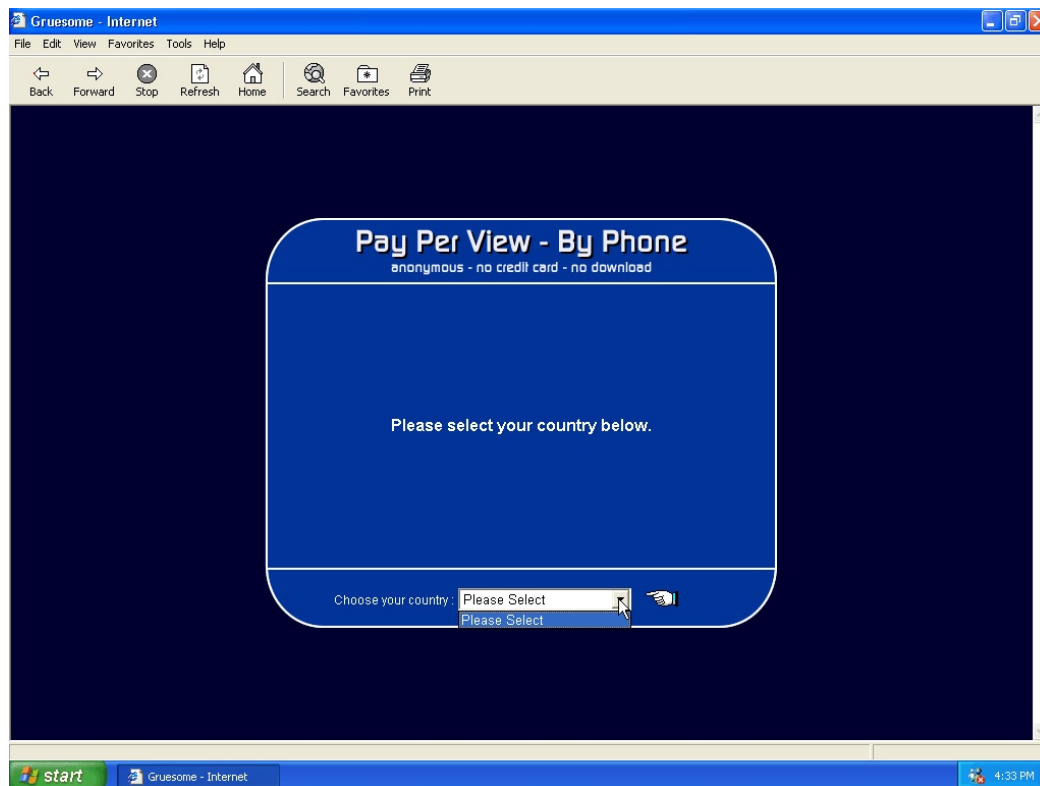 Gruesome - Internet
File Edit View Favorites Tools Help
Back Forward Stop Refresh Home Search Favorites Print
Pay Per View - By Phone
anonymous - no credit card - no download
Please select your country below.
Choose your country : Please Select
Please Select
start Gruesome - Internet 4:33 PM